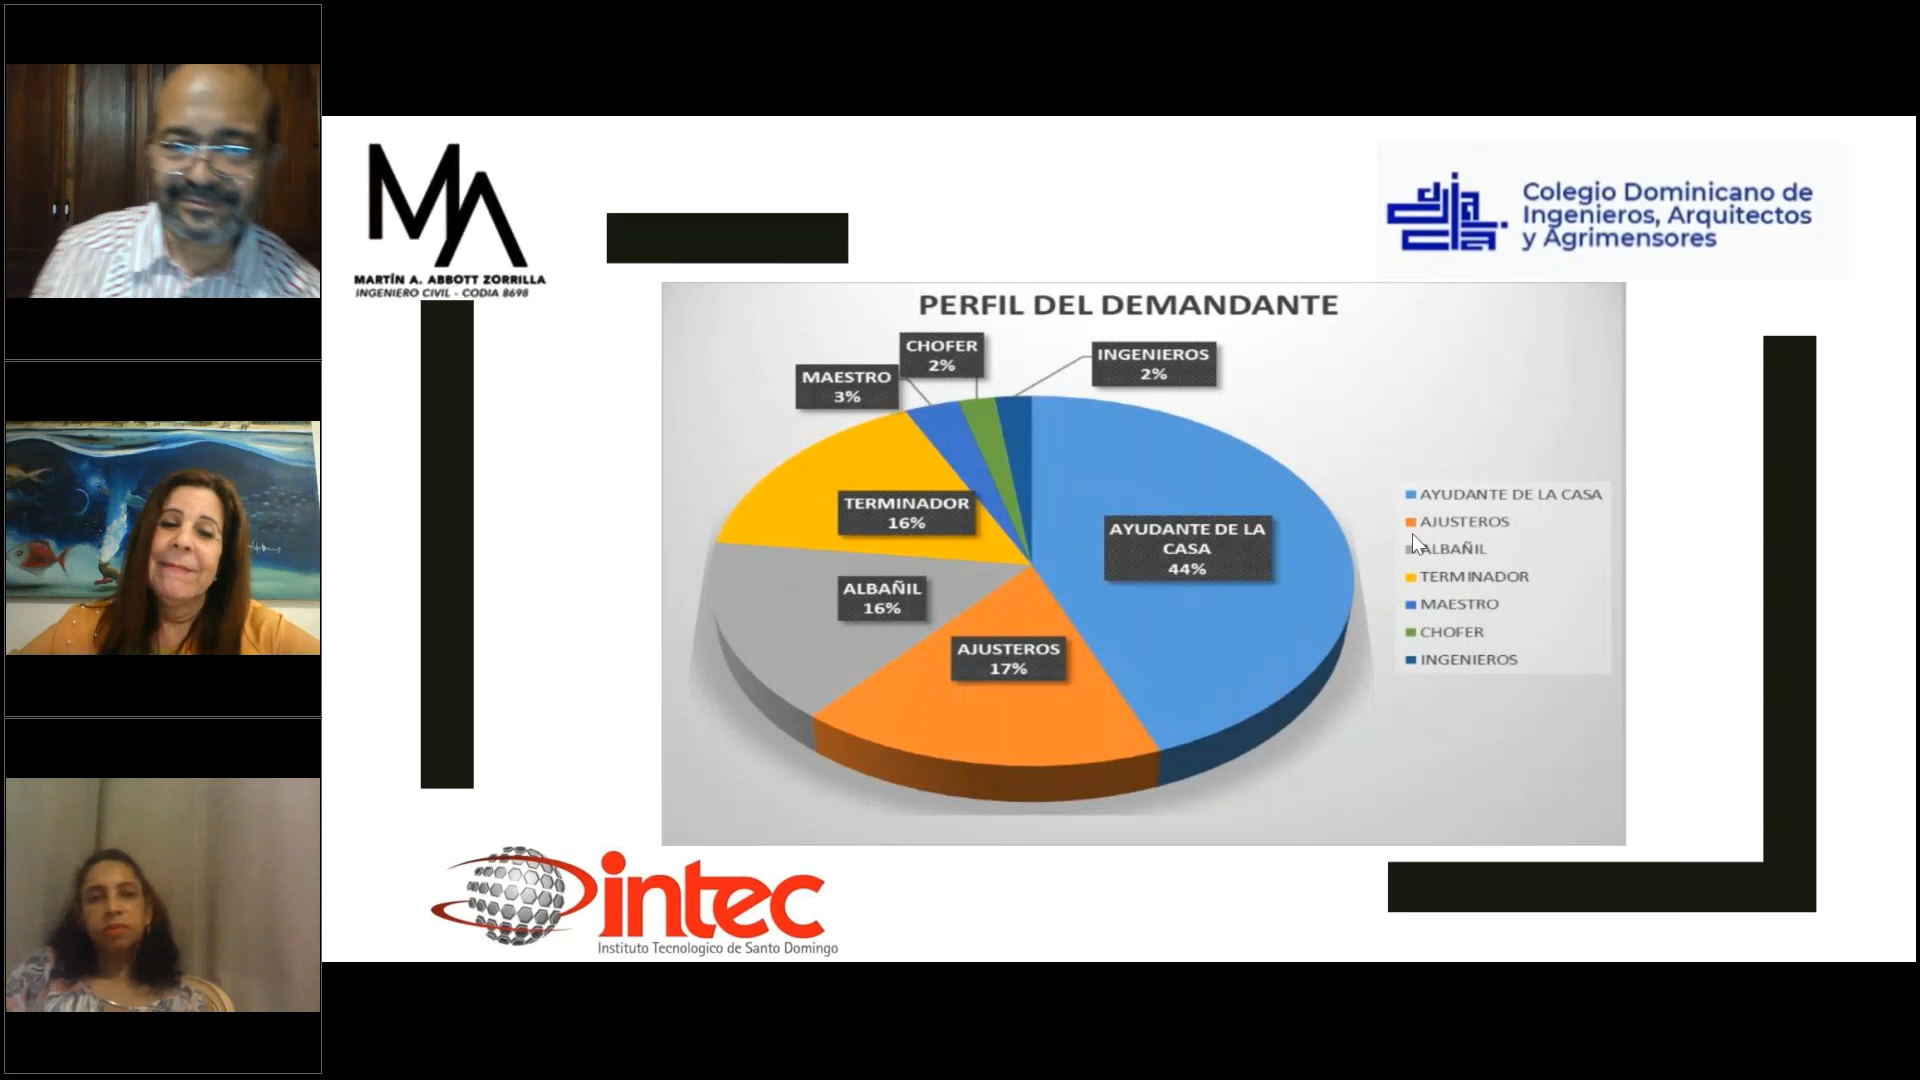 MA
MARTÍN A. ABBOTT ZORRILLA
INGENIERO CIVIL - CODIA 8698
Colegio Dominicano de
Ingenieros, Arquitectos
y Agrimensores
PERFIL DEL DEMANDANTE
CHOFER
2%
INGENIEROS
2%
MAESTRO
3%
TERMINADOR
16%
AYUDANTE DE LA
CASA
44%
ALBAÑIL
16%
AJUSTEROS
17%
AYUDANTE DE LA CASA
AJUSTEROS
ALBAÑIL
TERMINADOR
MAESTRO
CHOFER
INGENIEROS
intec
Instituto Tecnologico de Santo Domingo